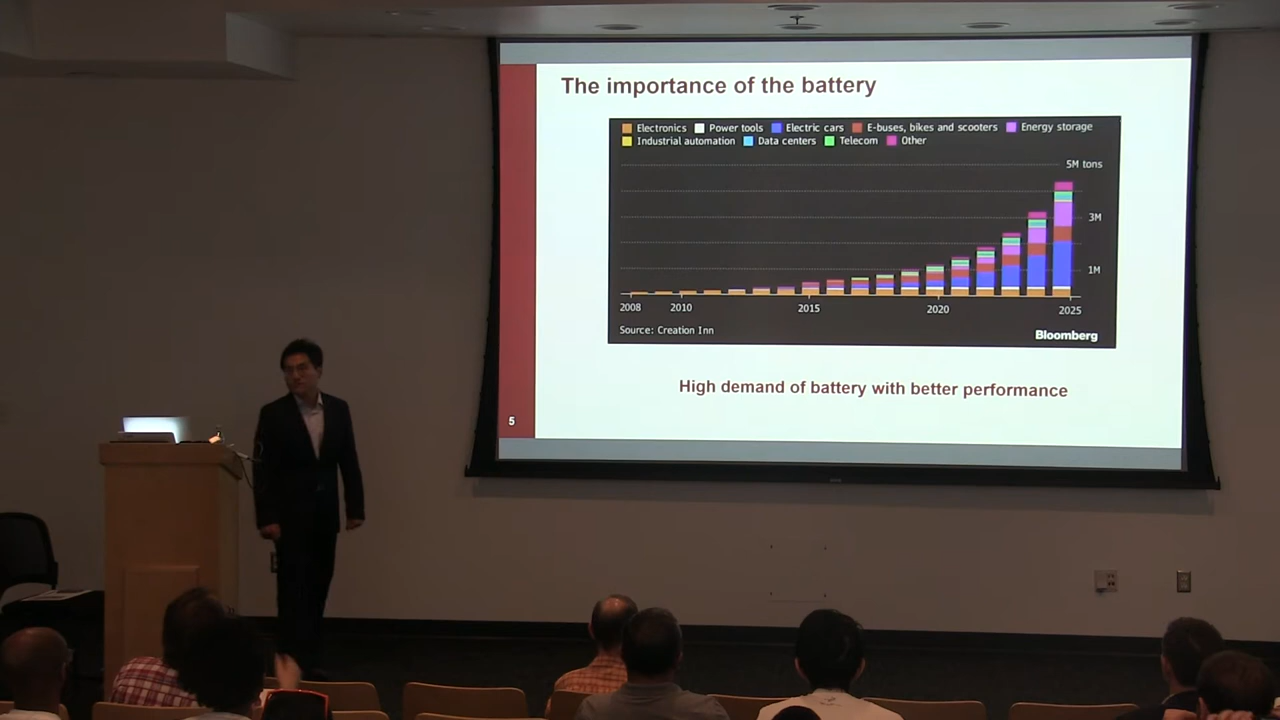 The importance of the battery
Electronics Power tools Electric cars E-buses, bikes and scooters Energy storage
Industrial automation Data centers Telecom Other
5M tons
3M
1M
2008 2010 2015 2020 2025
Source: Creation Inn
Bloomberg
High demand of battery with better performance
5